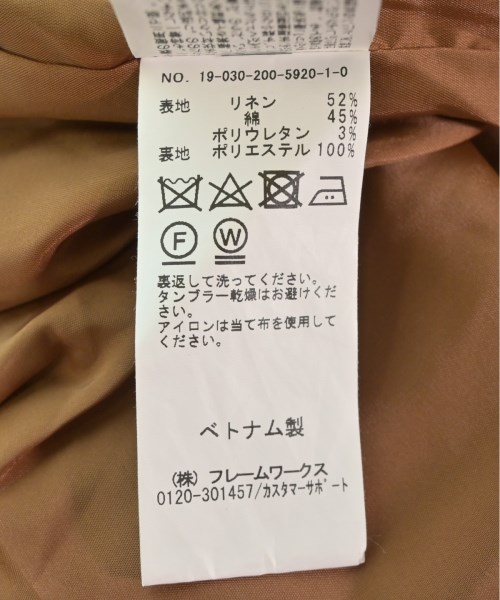 NO. 19-030-200-5920-1-0
表地 リネン 52%
綿 45%
ポリウレタン 3%
裏地 ポリエステル 100%
F W
裏返して洗ってください。
タンブラー乾燥はお避けくだ
さい。
アイロンは当て布を使用して
ください。
ベトナム製
(株) フレームワークス
0120-301457/カスタマーサポート